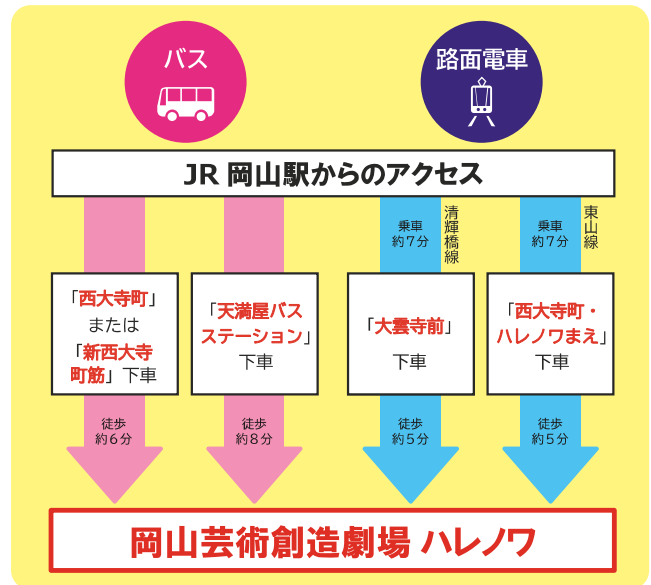 バス
路面電車
JR 岡山駅からのアクセス
「西大寺町」
または
「新西大寺
町筋」下車
徒歩
約6分
「天満屋バス
ステーション」
下車
徒歩
約8分
乗車
約7分
清輝橋線
「大雲寺前」
下車
徒歩
約5分
乗車
約7分
東山線
「西大寺町・
ハレノワまえ」
下車
徒歩
約5分
岡山芸術創造劇場 ハレノワ